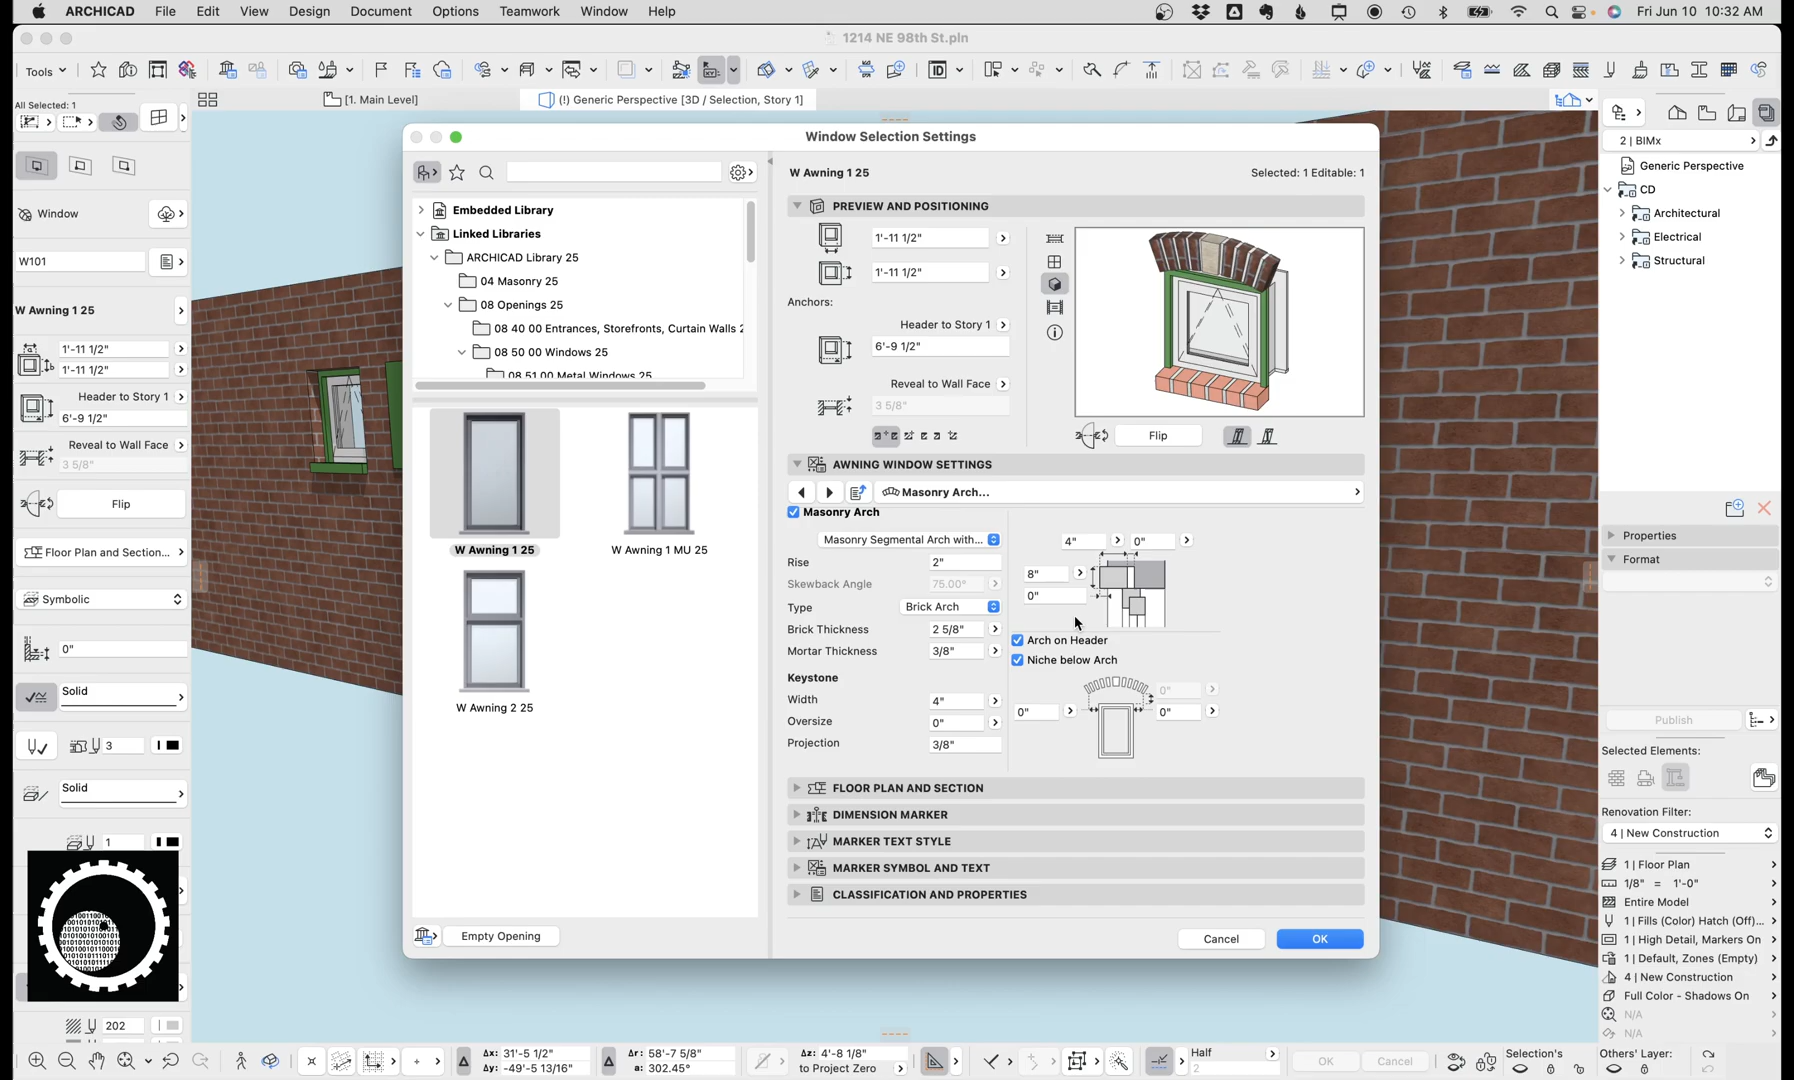 ARCHICAD File Edit View Design Document Options Teamwork Window Help
Fri Jun 10 10:32 AM
1214 NE 98th St.pln
Tools
All Selected: 1
[1. Main Level]
(!) Generic Perspective [3D / Selection, Story 1]
Window
W101
W Awning 1 25
1'-11 1/2"
1'-11 1/2"
Header to Story 1
6'-9 1/2"
Reveal to Wall Face
3 5/8"
Flip
Floor Plan and Section...
Symbolic
0"
Solid
3
Solid
1
202
Window Selection Settings
Embedded Library
Linked Libraries
ARCHICAD Library 25
04 Masonry 25
08 Openings 25
08 40 00 Entrances, Storefronts, Curtain Walls 2
08 50 00 Windows 25
08 51 00 Metal Windows 25
W Awning 1 25
W Awning 1 MU 25
W Awning 2 25
Empty Opening
W Awning 1 25
Selected: 1 Editable: 1
PREVIEW AND POSITIONING
1'-11 1/2"
1'-11 1/2"
Anchors:
Header to Story 1
6'-9 1/2"
Reveal to Wall Face
3 5/8"
Flip
AWNING WINDOW SETTINGS
Masonry Arch...
Masonry Arch
Masonry Segmental Arch with...
Rise 2"
Skewback Angle 75.00°
Type Brick Arch
Brick Thickness 2 5/8"
Mortar Thickness 3/8"
Keystone
Width 4"
Oversize 0"
Projection 3/8"
4" 0"
8"
0"
Arch on Header
Niche below Arch
0"
0" 0"
FLOOR PLAN AND SECTION
DIMENSION MARKER
MARKER TEXT STYLE
MARKER SYMBOL AND TEXT
CLASSIFICATION AND PROPERTIES
Cancel OK
2 | BIMx
Generic Perspective
CD
Architectural
Electrical
Structural
Properties
Format
Publish
Selected Elements:
Renovation Filter:
4 | New Construction
1 | Floor Plan
1/8" = 1'-0"
Entire Model
1 | Fills (Color) Hatch (Off)...
1 | High Detail, Markers On
1 | Default, Zones (Empty)
4 | New Construction
Full Color - Shadows On
N/A
N/A
Δx: 31'-5 1/2"
Δy: -49'-5 13/16"
Δr: 58'-7 5/8"
a: 302.45°
Δz: 4'-8 1/8"
to Project Zero
Half
2
OK Cancel
Selection's
Others' Layer: